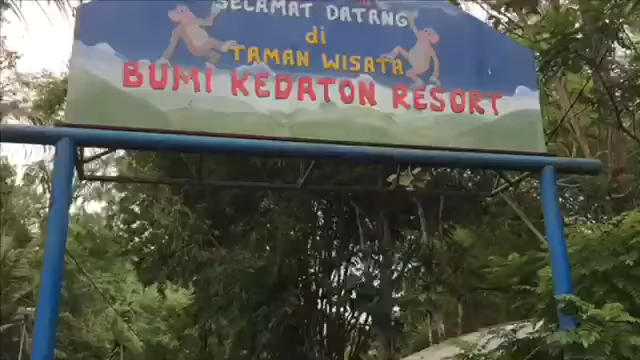 SELAMAT DATANG
di
TAMAN WISATA
BUMI KEDATON RESORT